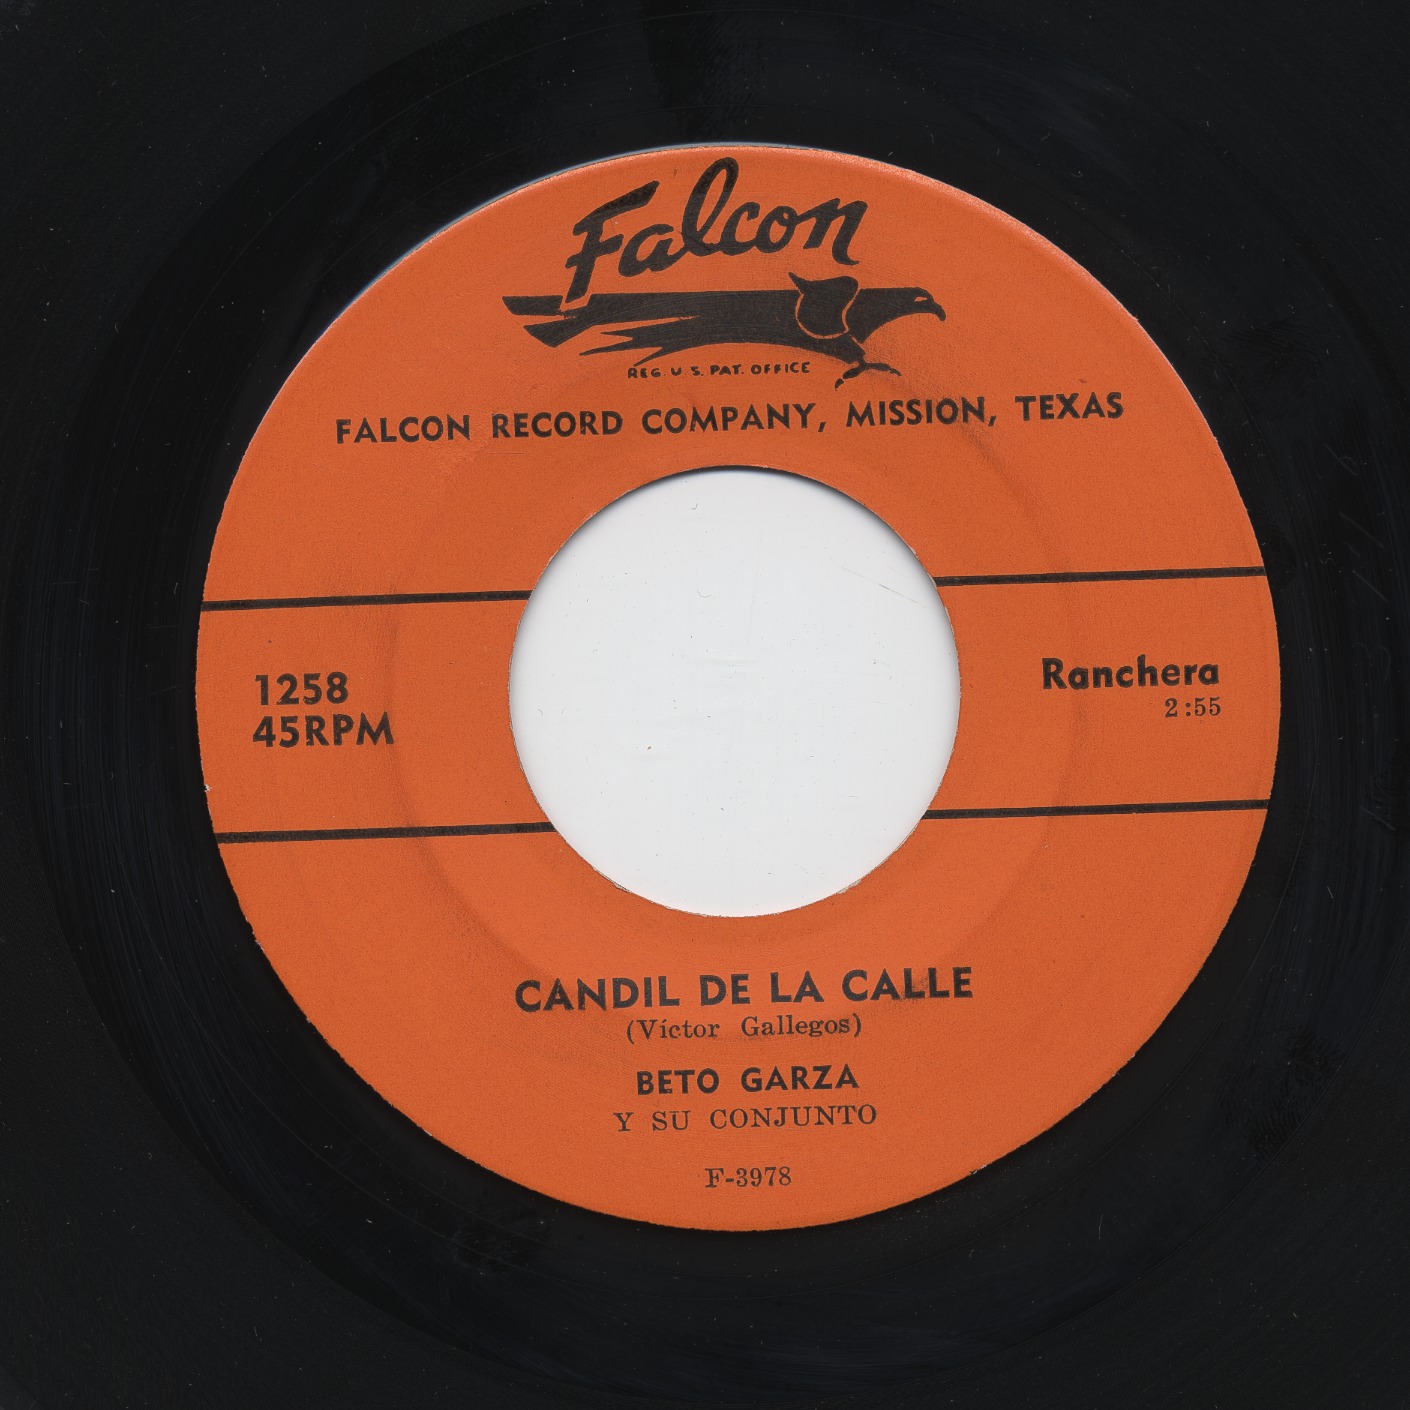 Falcon
REG. U.S. PAT. OFFICE
FALCON RECORD COMPANY, MISSION, TEXAS
1258
45RPM
Ranchera
2:55
CANDIL DE LA CALLE
(Víctor Gallegos)
BETO GARZA
Y SU CONJUNTO
F-3978